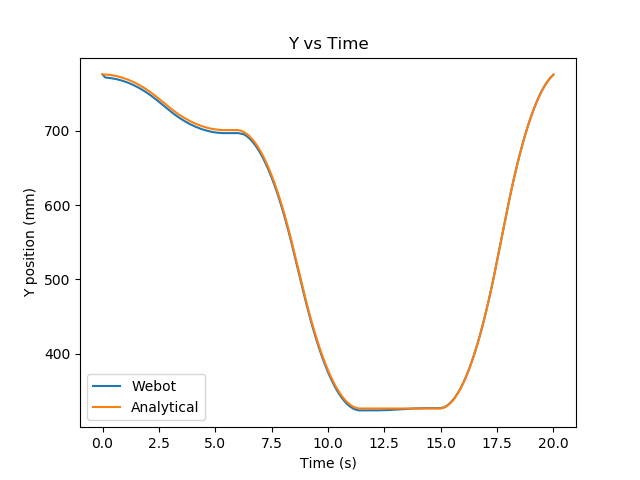 Y vs Time
Y position (mm)
700
600
500
400
Webot
Analytical
0.0 2.5 5.0 7.5 10.0 12.5 15.0 17.5 20.0
Time (s)